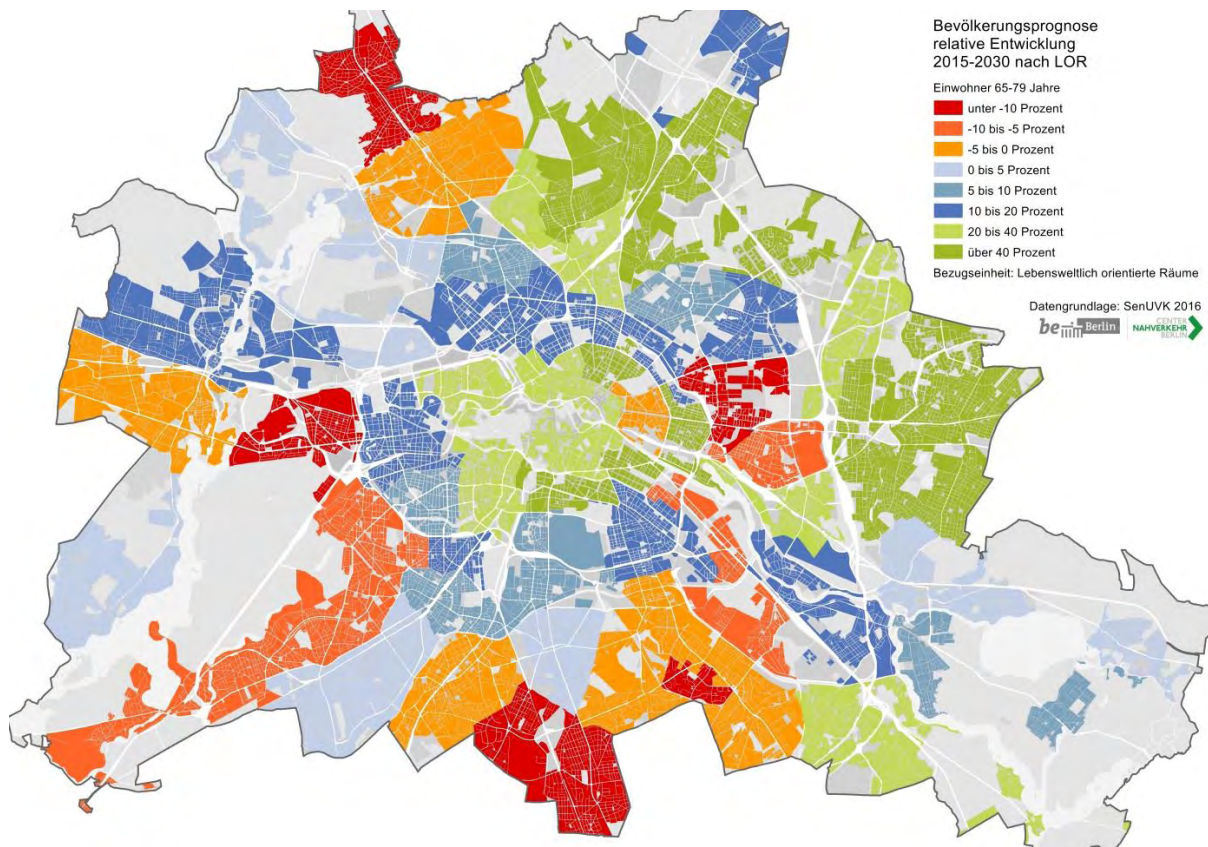 Bevölkerungsprognose
relative Entwicklung
2015-2030 nach LOR
Einwohner 65-79 Jahre
unter -10 Prozent
-10 bis -5 Prozent
-5 bis 0 Prozent
0 bis 5 Prozent
5 bis 10 Prozent
10 bis 20 Prozent
20 bis 40 Prozent
über 40 Prozent
Bezugseinheit: Lebensweltlich orientierte Räume
Datengrundlage: SenUVK 2016
be Berlin
CENTER
NAHVERKEHR
BERLIN